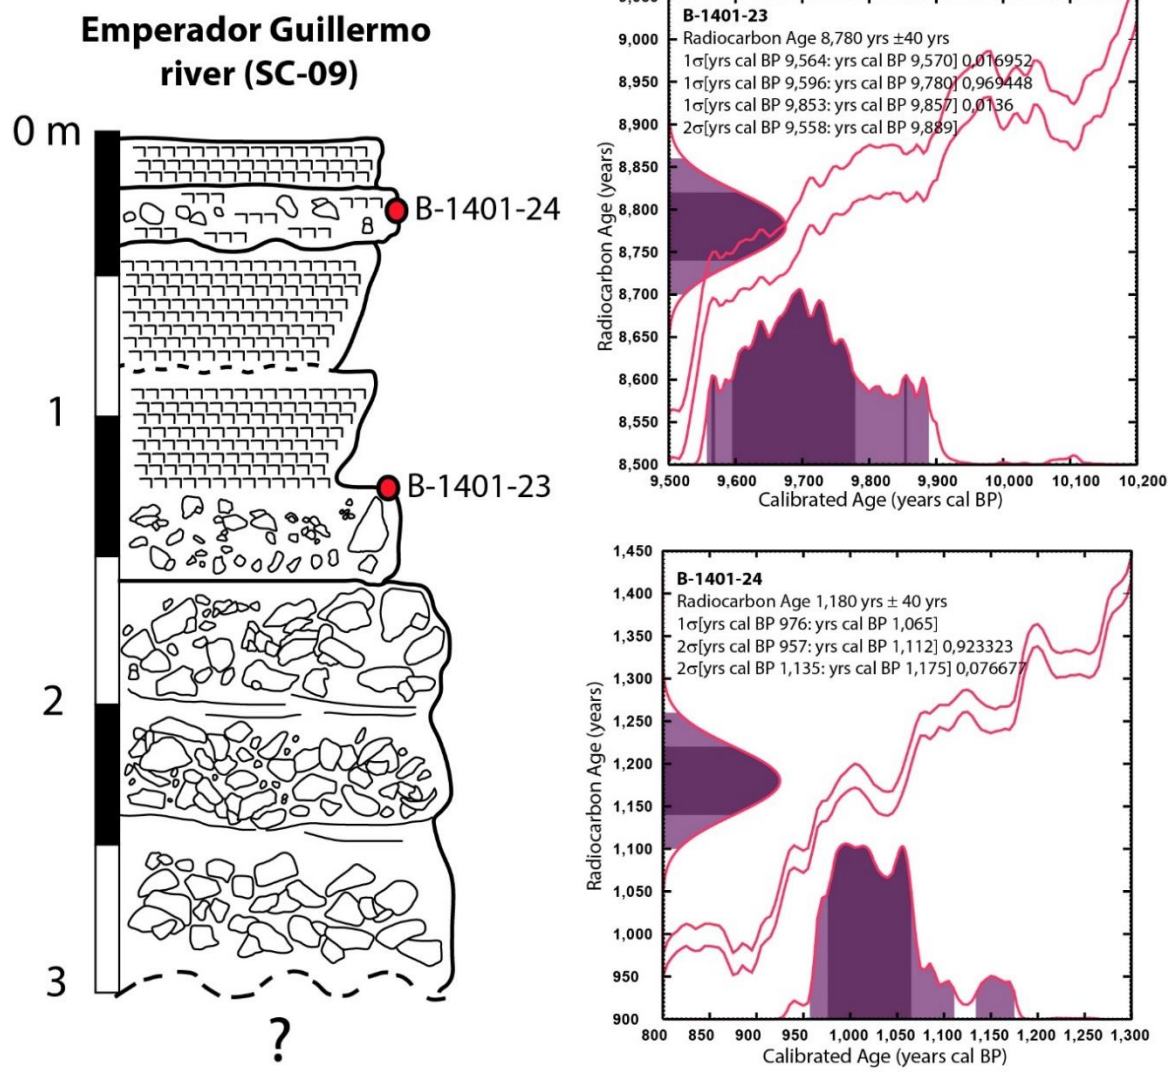 Emperador Guillermo
river (SC-09)
0 m
1
2
3
?
B-1401-24
B-1401-23
B-1401-23
Radiocarbon Age 8,780 yrs ±40 yrs
1σ[yrs cal BP 9,564: yrs cal BP 9,570] 0,016952
1σ[yrs cal BP 9,596: yrs cal BP 9,780] 0,969448
1σ[yrs cal BP 9,853: yrs cal BP 9,857] 0,0136
2σ[yrs cal BP 9,558: yrs cal BP 9,889]
Radiocarbon Age (years)
9,000
8,950
8,900
8,850
8,800
8,750
8,700
8,650
8,600
8,550
8,500
9,500 9,600 9,700 9,800 9,900 10,000 10,100 10,200
Calibrated Age (years cal BP)
B-1401-24
Radiocarbon Age 1,180 yrs ± 40 yrs
1σ[yrs cal BP 976: yrs cal BP 1,065]
2σ[yrs cal BP 957: yrs cal BP 1,112] 0,923323
2σ[yrs cal BP 1,135: yrs cal BP 1,175] 0,076677
Radiocarbon Age (years)
1,450
1,400
1,350
1,300
1,250
1,200
1,150
1,100
1,050
1,000
950
900
800 850 900 950 1,000 1,050 1,100 1,150 1,200 1,250 1,300
Calibrated Age (years cal BP)